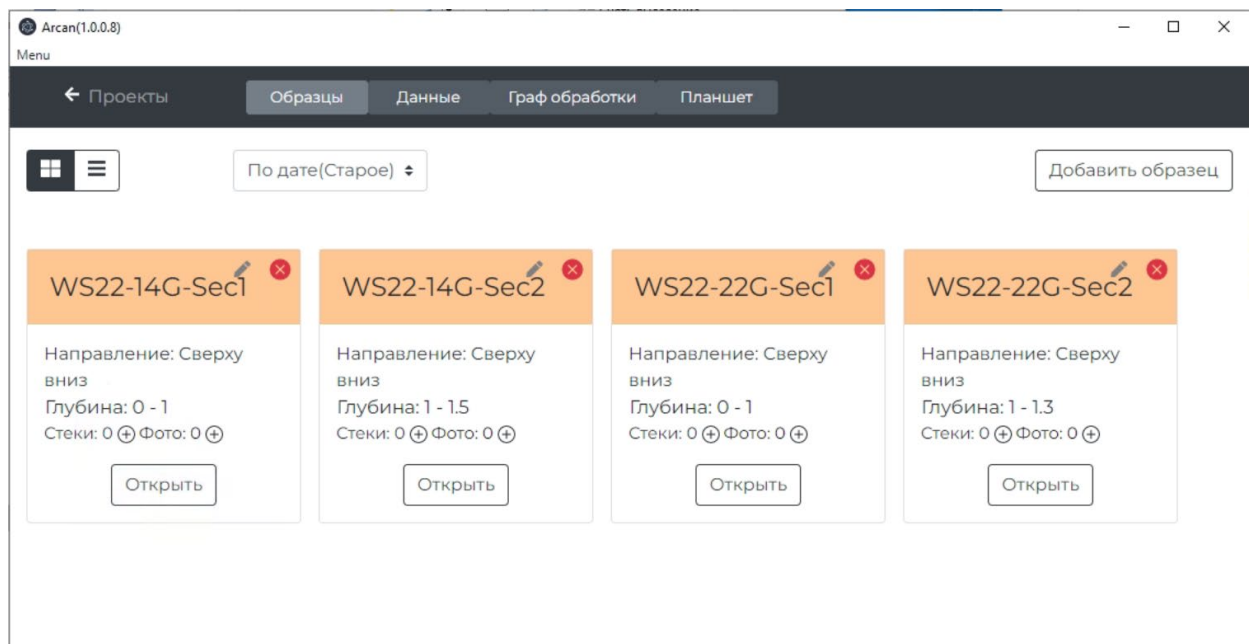 Arcan(1.0.0.8)
Menu
Проекты Образцы Данные Граф обработки Планшет
По дате(Старое) Добавить образец
WS22-14G-Sec1
Направление: Сверху
вниз
Глубина: 0 - 1
Стеки: 0 Фото: 0
Открыть
WS22-14G-Sec2
Направление: Сверху
вниз
Глубина: 1 - 1.5
Стеки: 0 Фото: 0
Открыть
WS22-22G-Sec1
Направление: Сверху
вниз
Глубина: 0 - 1
Стеки: 0 Фото: 0
Открыть
WS22-22G-Sec2
Направление: Сверху
вниз
Глубина: 1 - 1.3
Стеки: 0 Фото: 0
Открыть